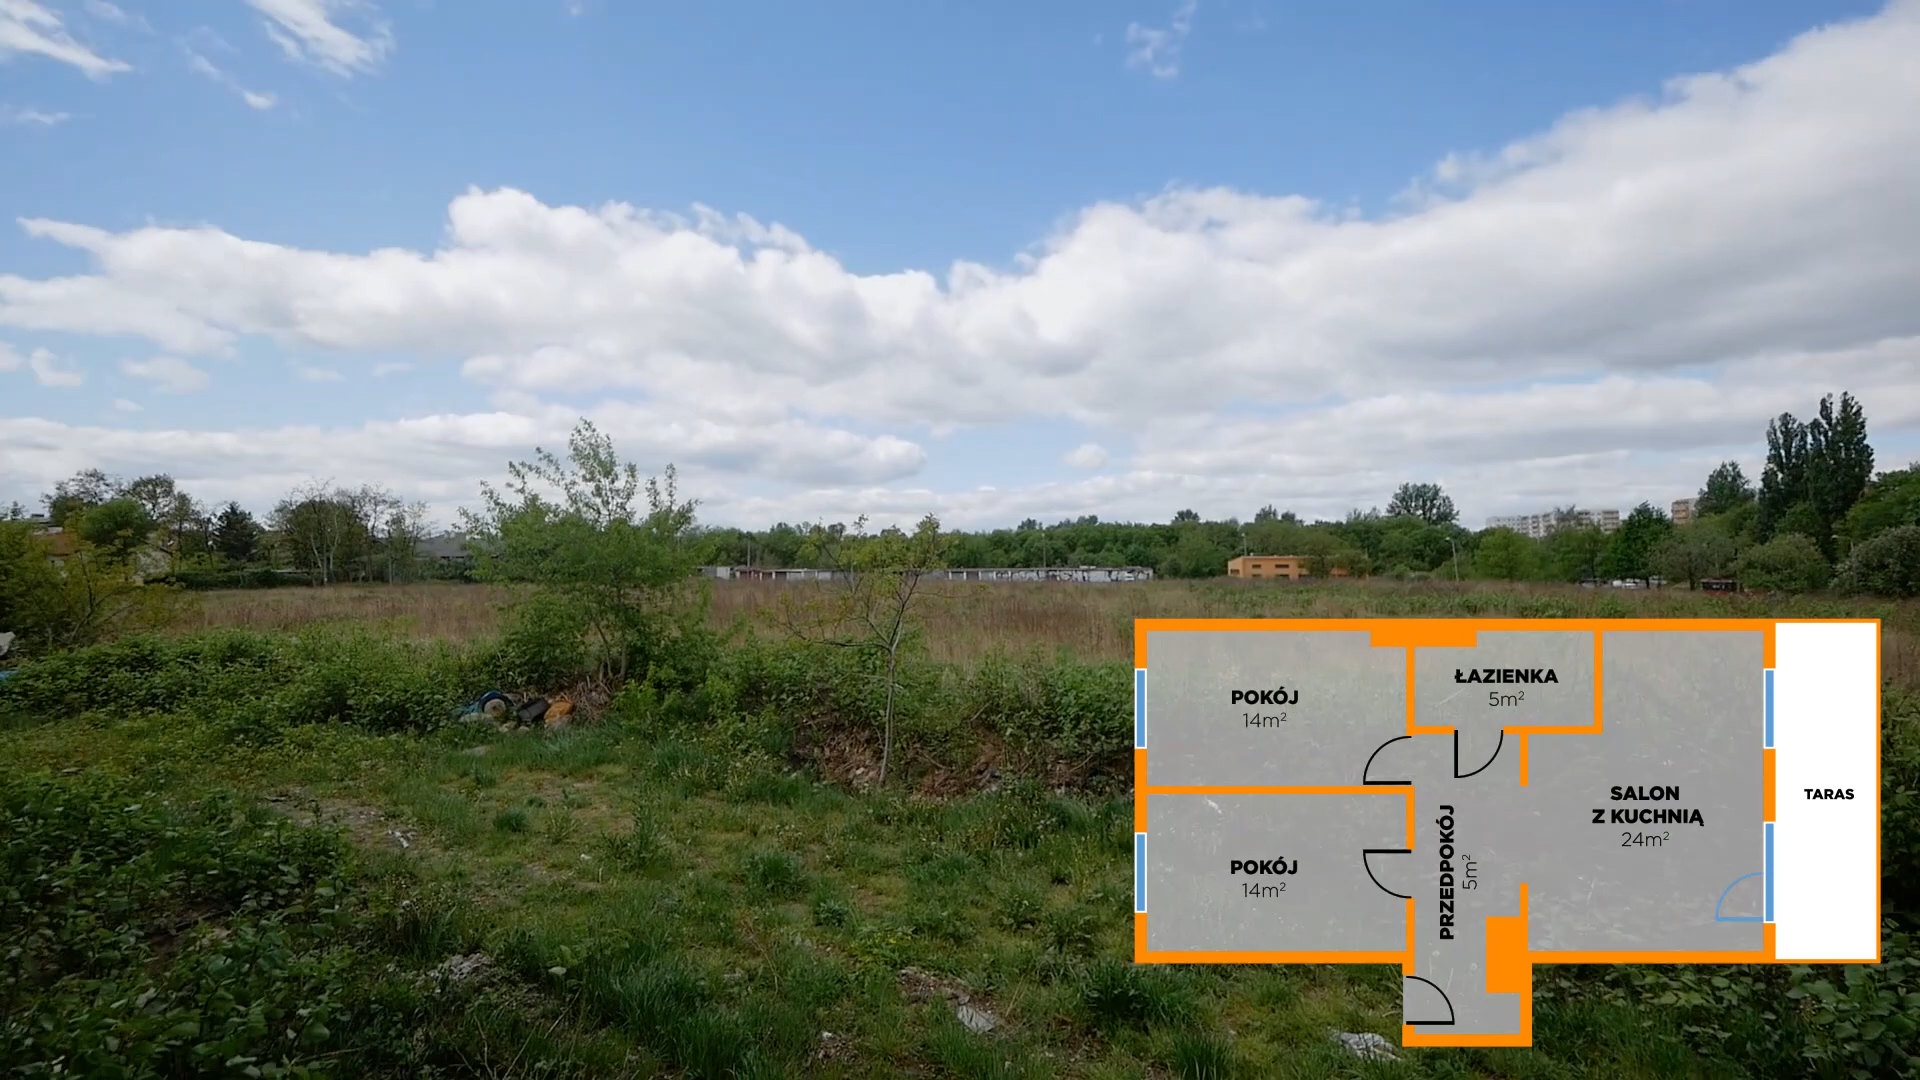 POKÓJ
14m²
ŁAZIENKA
5m²
SALON
Z KUCHNIĄ
24m²
TARAS
PRZEDPOKÓJ
5m²
POKÓJ
14m²